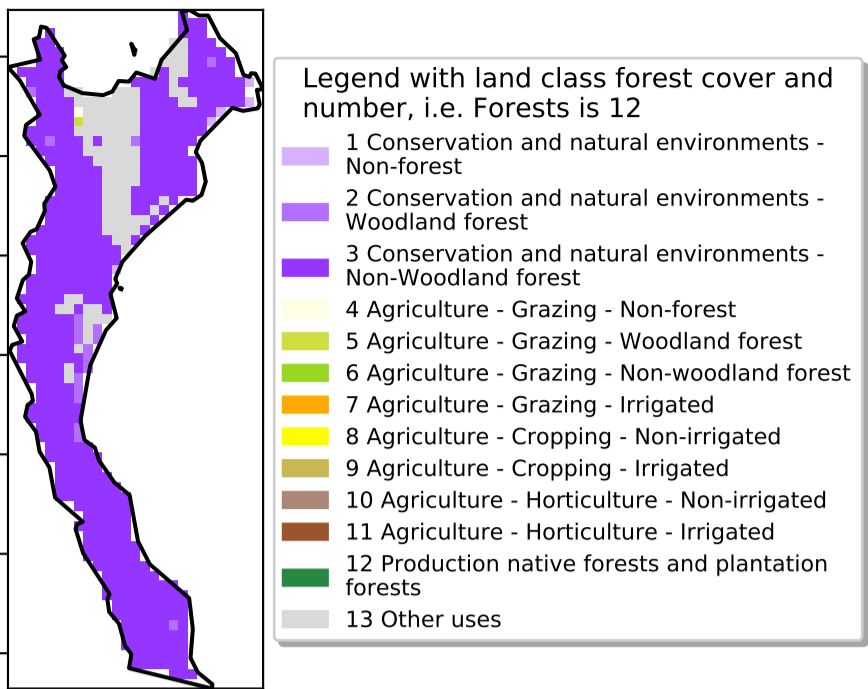 Legend with land class forest cover and
number, i.e. Forests is 12
1 Conservation and natural environments -
Non-forest
2 Conservation and natural environments -
Woodland forest
3 Conservation and natural environments -
Non-Woodland forest
4 Agriculture - Grazing - Non-forest
5 Agriculture - Grazing - Woodland forest
6 Agriculture - Grazing - Non-woodland forest
7 Agriculture - Grazing - Irrigated
8 Agriculture - Cropping - Non-irrigated
9 Agriculture - Cropping - Irrigated
10 Agriculture - Horticulture - Non-irrigated
11 Agriculture - Horticulture - Irrigated
12 Production native forests and plantation
forests
13 Other uses